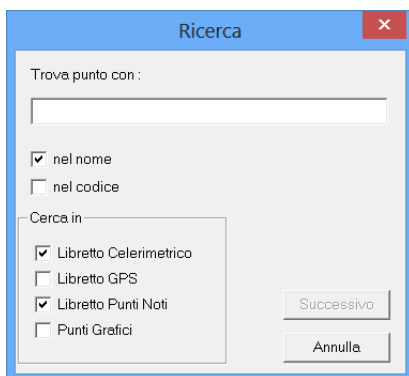 Ricerca
Trova punto con :
nel nome
nel codice
Cerca in
Libretto Celerimetrico
Libretto GPS
Libretto Punti Noti
Punti Grafici
Successivo
Annulla